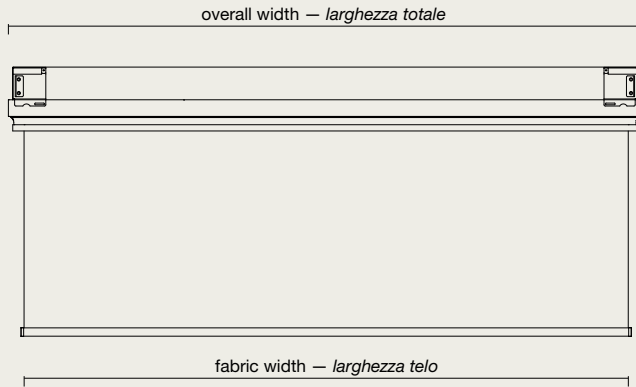 overall width — larghezza totale
fabric width — larghezza telo